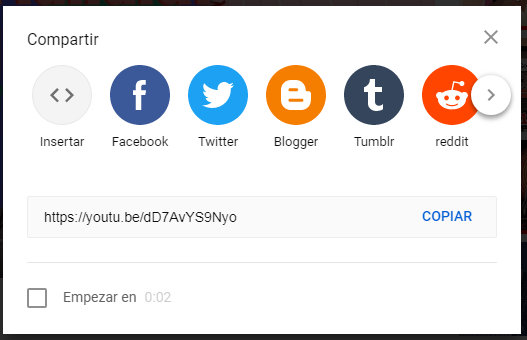 Compartir
Insertar Facebook Twitter Blogger Tumblr reddit
https://youtu.be/dD7AvYS9Nyo COPIAR
Empezar en 0:02